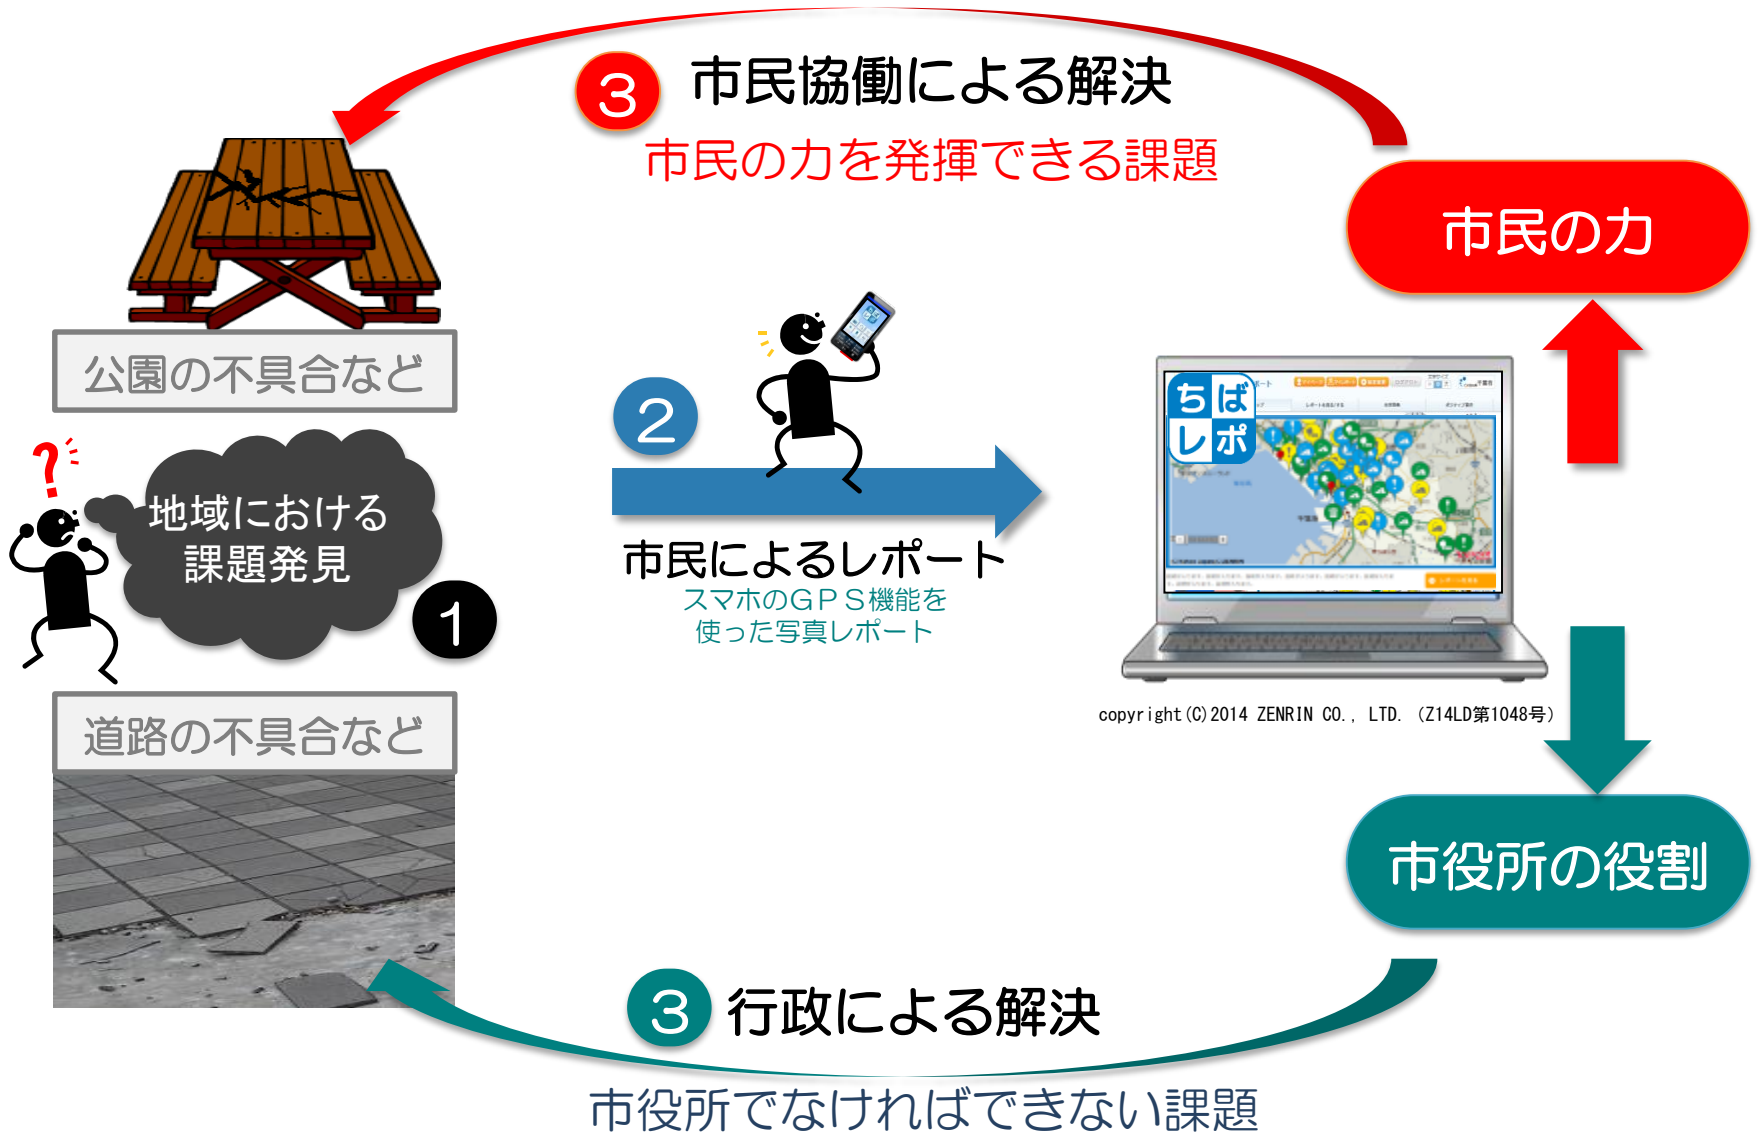 3 市民協働による解決
市民の力を発揮できる課題
市民の力
公園の不具合など
?
地域における
課題発見
1
2
市民によるレポート
スマホのGPS機能を
使った写真レポート
ちば
レポ
copyright(C)2014 ZENRIN CO., LTD. (Z14LD第1048号)
道路の不具合など
市役所の役割
3 行政による解決
市役所でなければできない課題